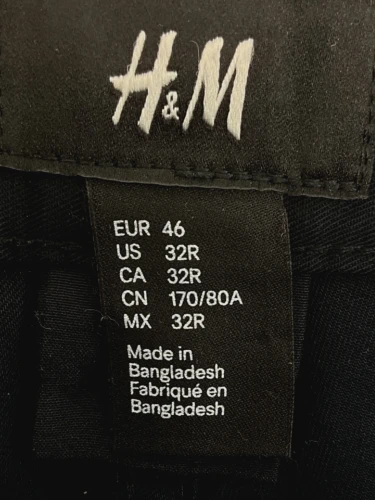 H&M
EUR 46
US 32R
CA 32R
CN 170/80A
MX 32R
Made in
Bangladesh
Fabriqué en
Bangladesh